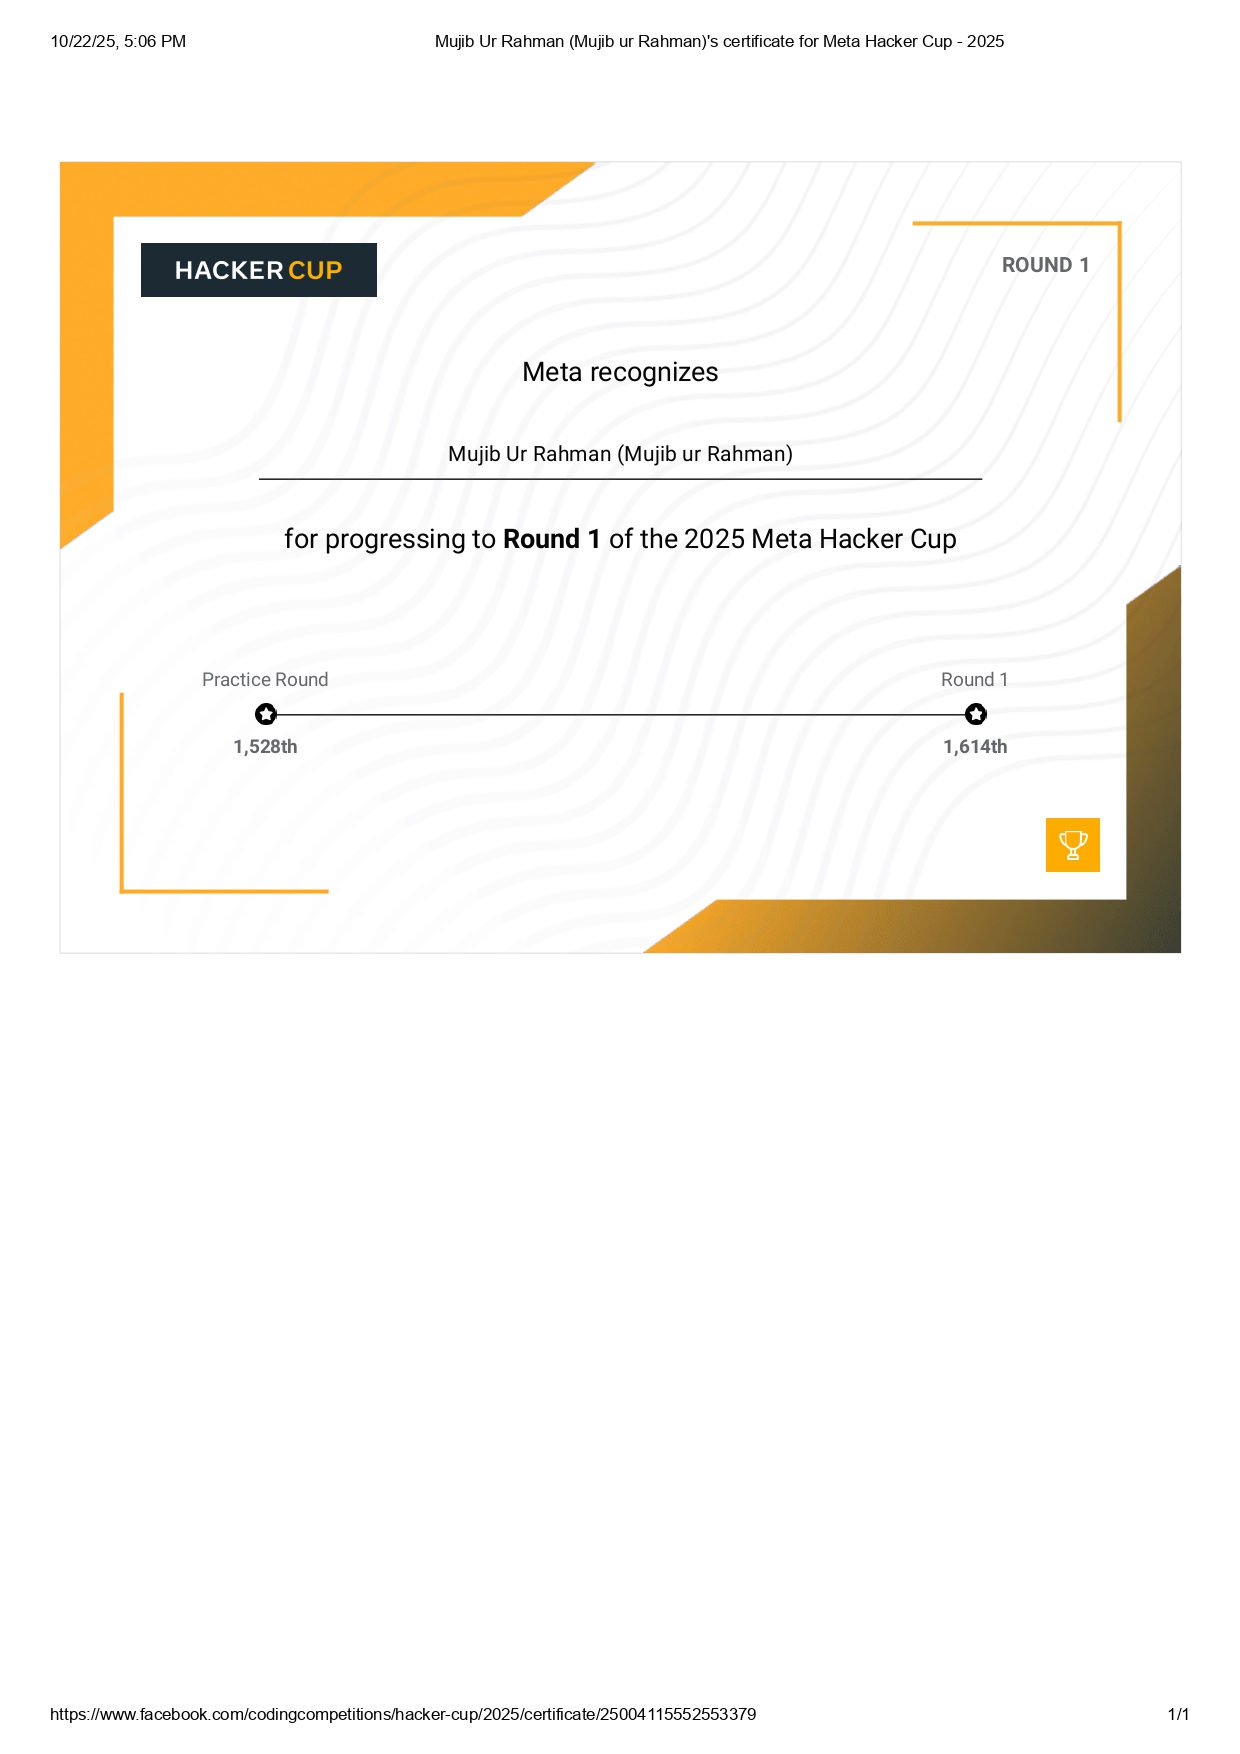 10/22/25, 5:06 PM
Mujib Ur Rahman (Mujib ur Rahman)'s certificate for Meta Hacker Cup - 2025
HACKER CUP
ROUND 1
Meta recognizes
Mujib Ur Rahman (Mujib ur Rahman)
for progressing to Round 1 of the 2025 Meta Hacker Cup
Practice Round
Round 1
1,528th
1,614th
https://www.facebook.com/codingcompetitions/hacker-cup/2025/certificate/25004115552553379
1/1